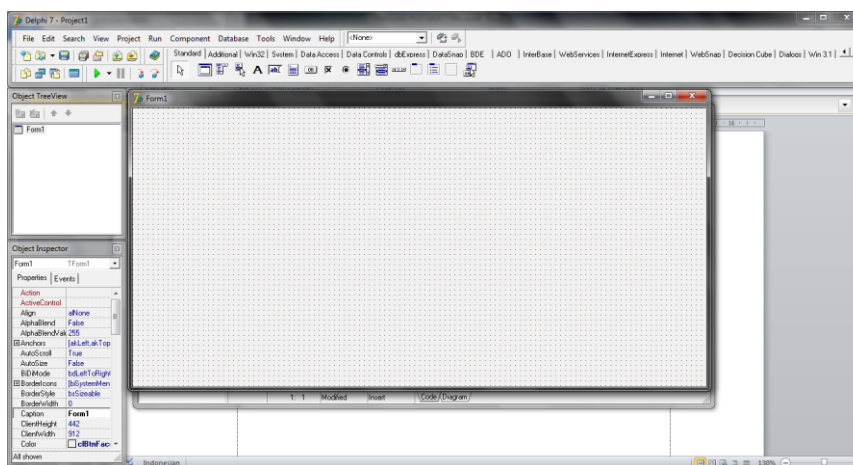 Delphi 7 - Project1
File Edit Search View Project Run Component Database Tools Window Help <None>
Standard Additional Win32 System Data Access Data Controls dbExpress DataSnap BDE ADO InterBase WebServices InternetExpress Internet WebSnap Decision Cube Dialogs Win 3.1
Object TreeView
Form1
Form1
Object Inspector
Form1 TForm1
Properties Events
Action
ActiveControl
Align alNone
AlphaBlend False
AlphaBlendVal 255
Anchors [akLeft,akTop
AutoScroll True
AutoSize False
BiDiMode bdLeftToRight
BorderIcons [biSystemMen
BorderStyle bsSizeable
BorderWidth 0
Caption Form1
ClientHeight 442
ClientWidth 912
Color clBtnFac
All shown
1: 1 Modified Insert Code Diagram
Indonesian 130%